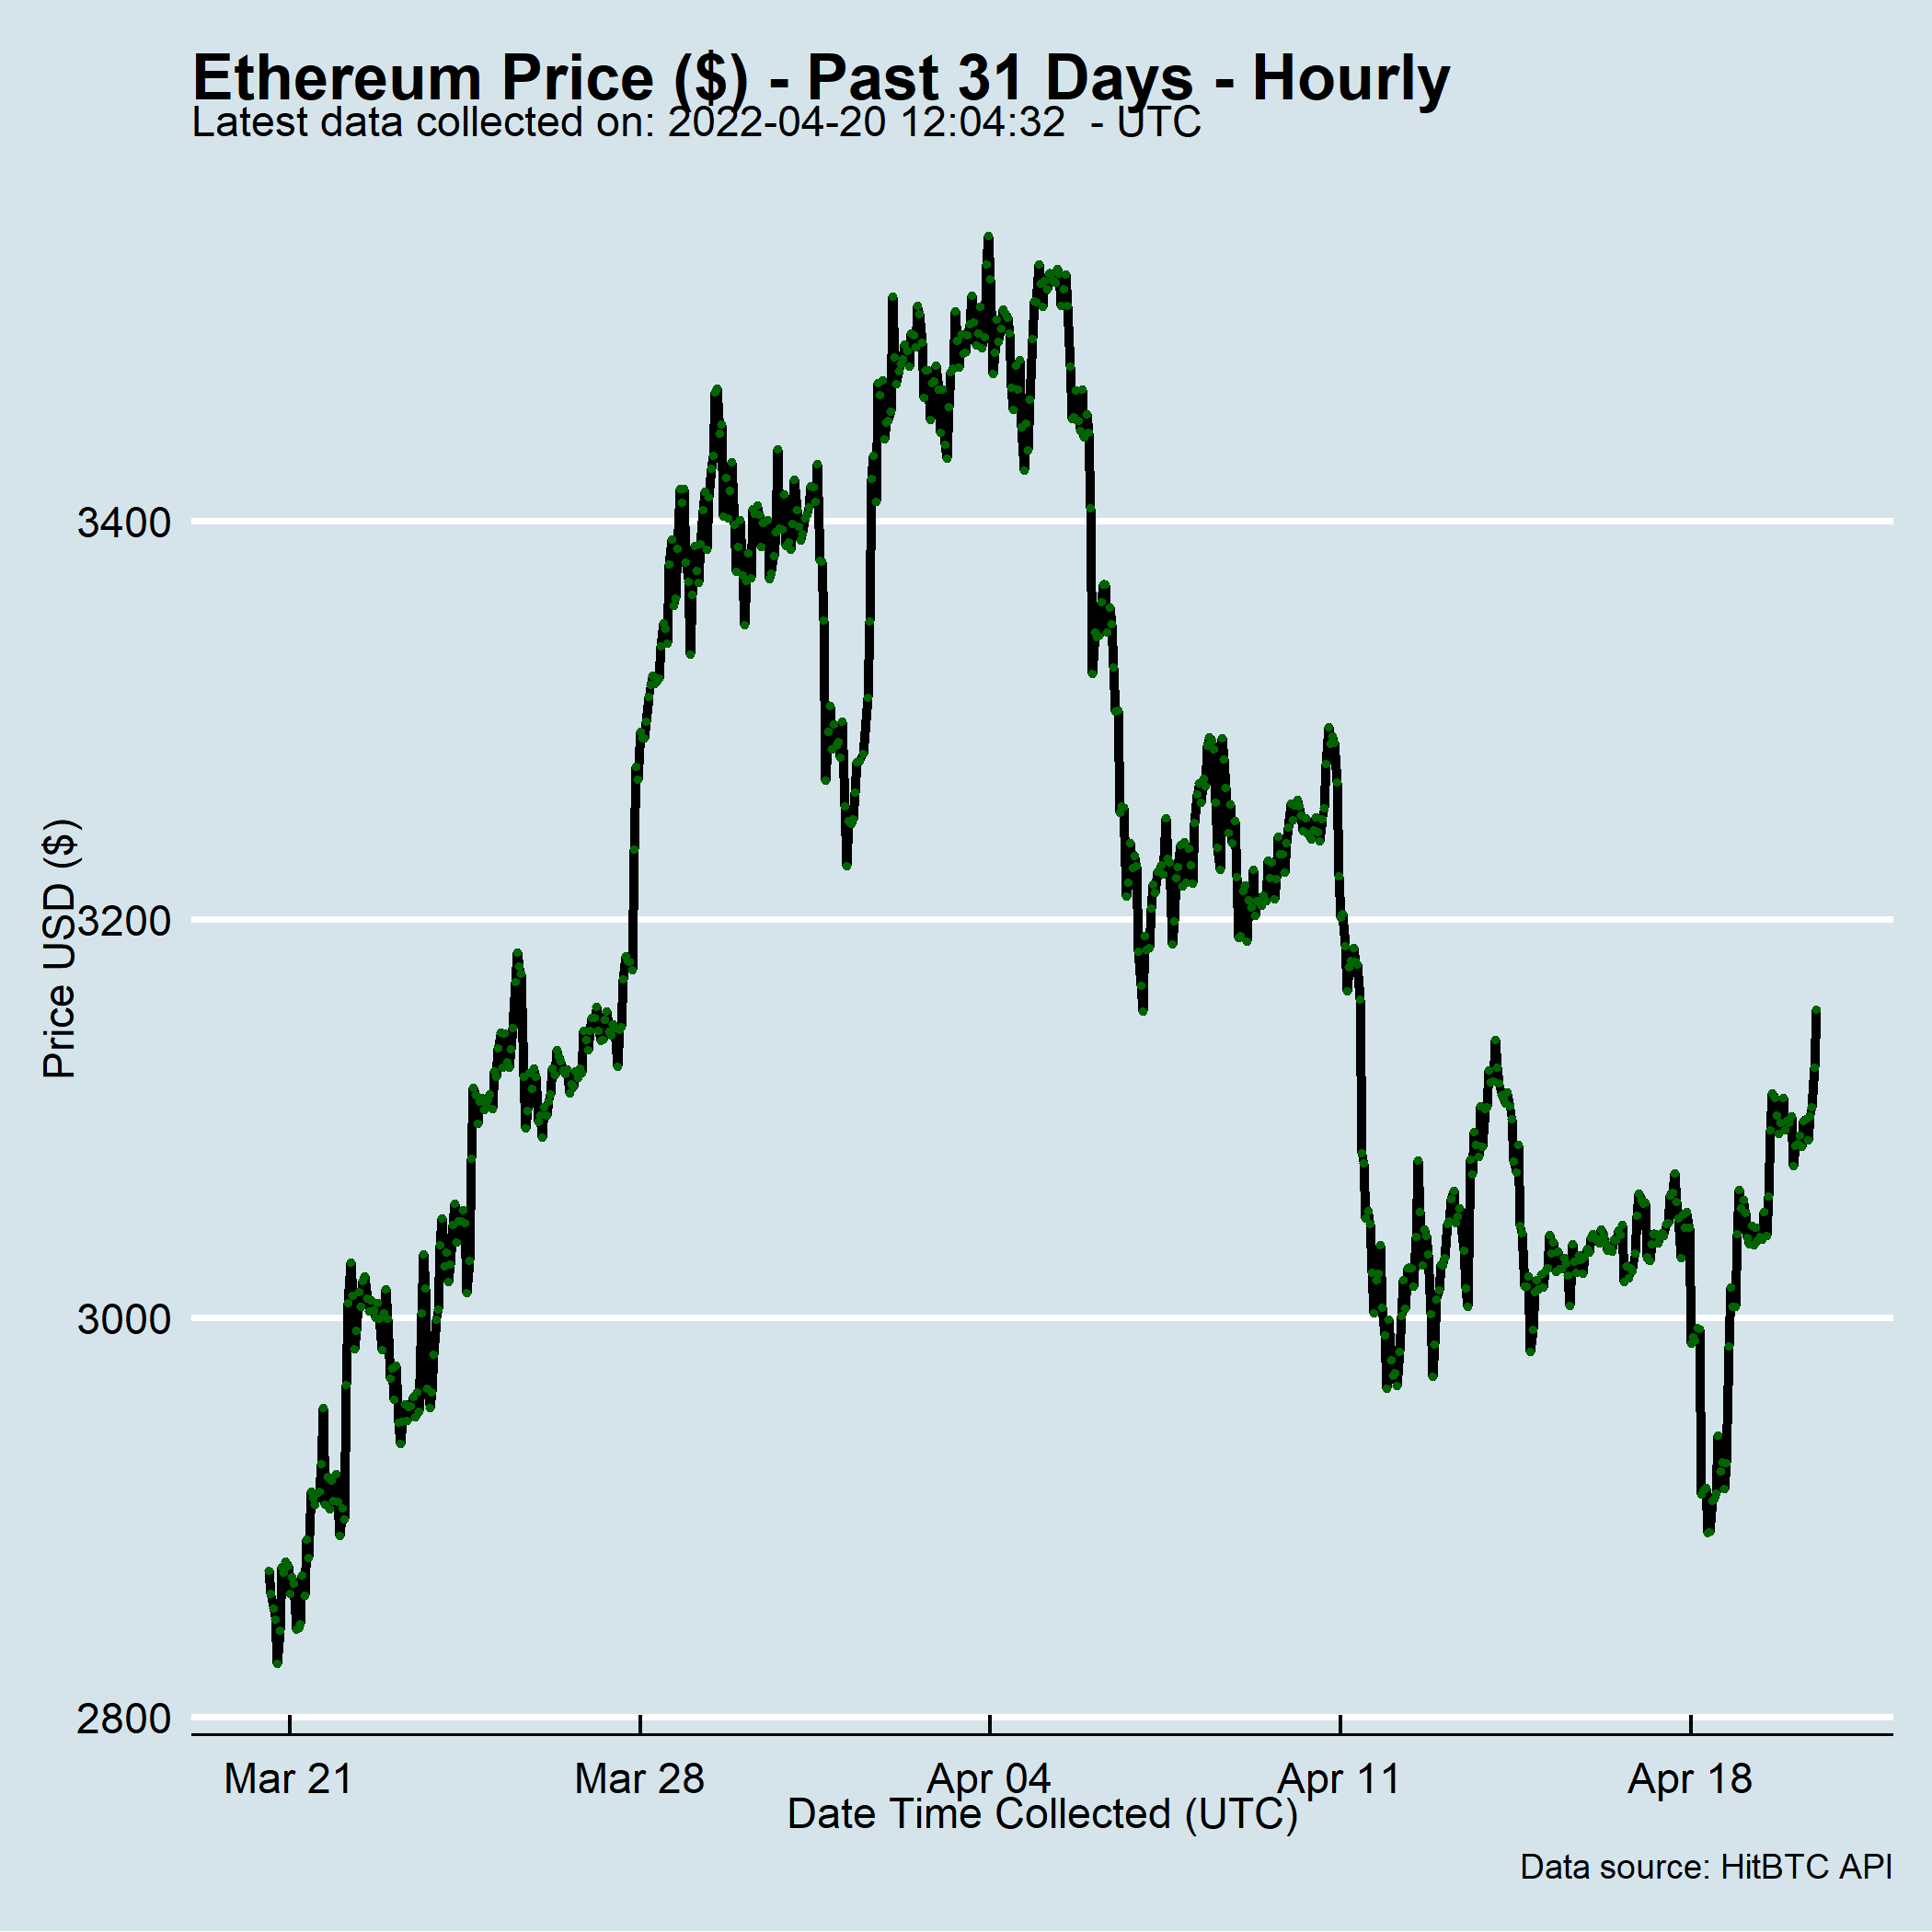 Ethereum Price ($) - Past 31 Days - Hourly
Latest data collected on: 2022-04-20 12:04:32  - UTC
3400
3200
3000
2800
Price USD ($)
Mar 21
Mar 28
Apr 04
Apr 11
Apr 18
Date Time Collected (UTC)
Data source: HitBTC API